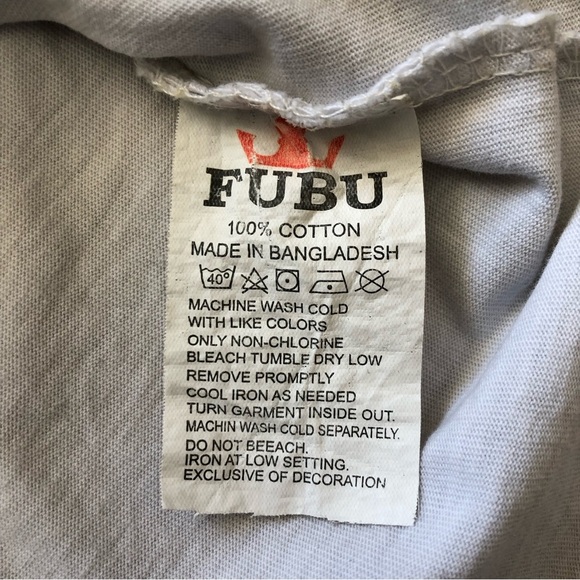 FUBU
100% COTTON
MADE IN BANGLADESH
40°
MACHINE WASH COLD
WITH LIKE COLORS
ONLY NON-CHLORINE
BLEACH TUMBLE DRY LOW
REMOVE PROMPTLY
COOL IRON AS NEEDED
TURN GARMENT INSIDE OUT.
MACHIN WASH COLD SEPARATELY.
DO NOT BEEACH.
IRON AT LOW SETTING.
EXCLUSIVE OF DECORATION